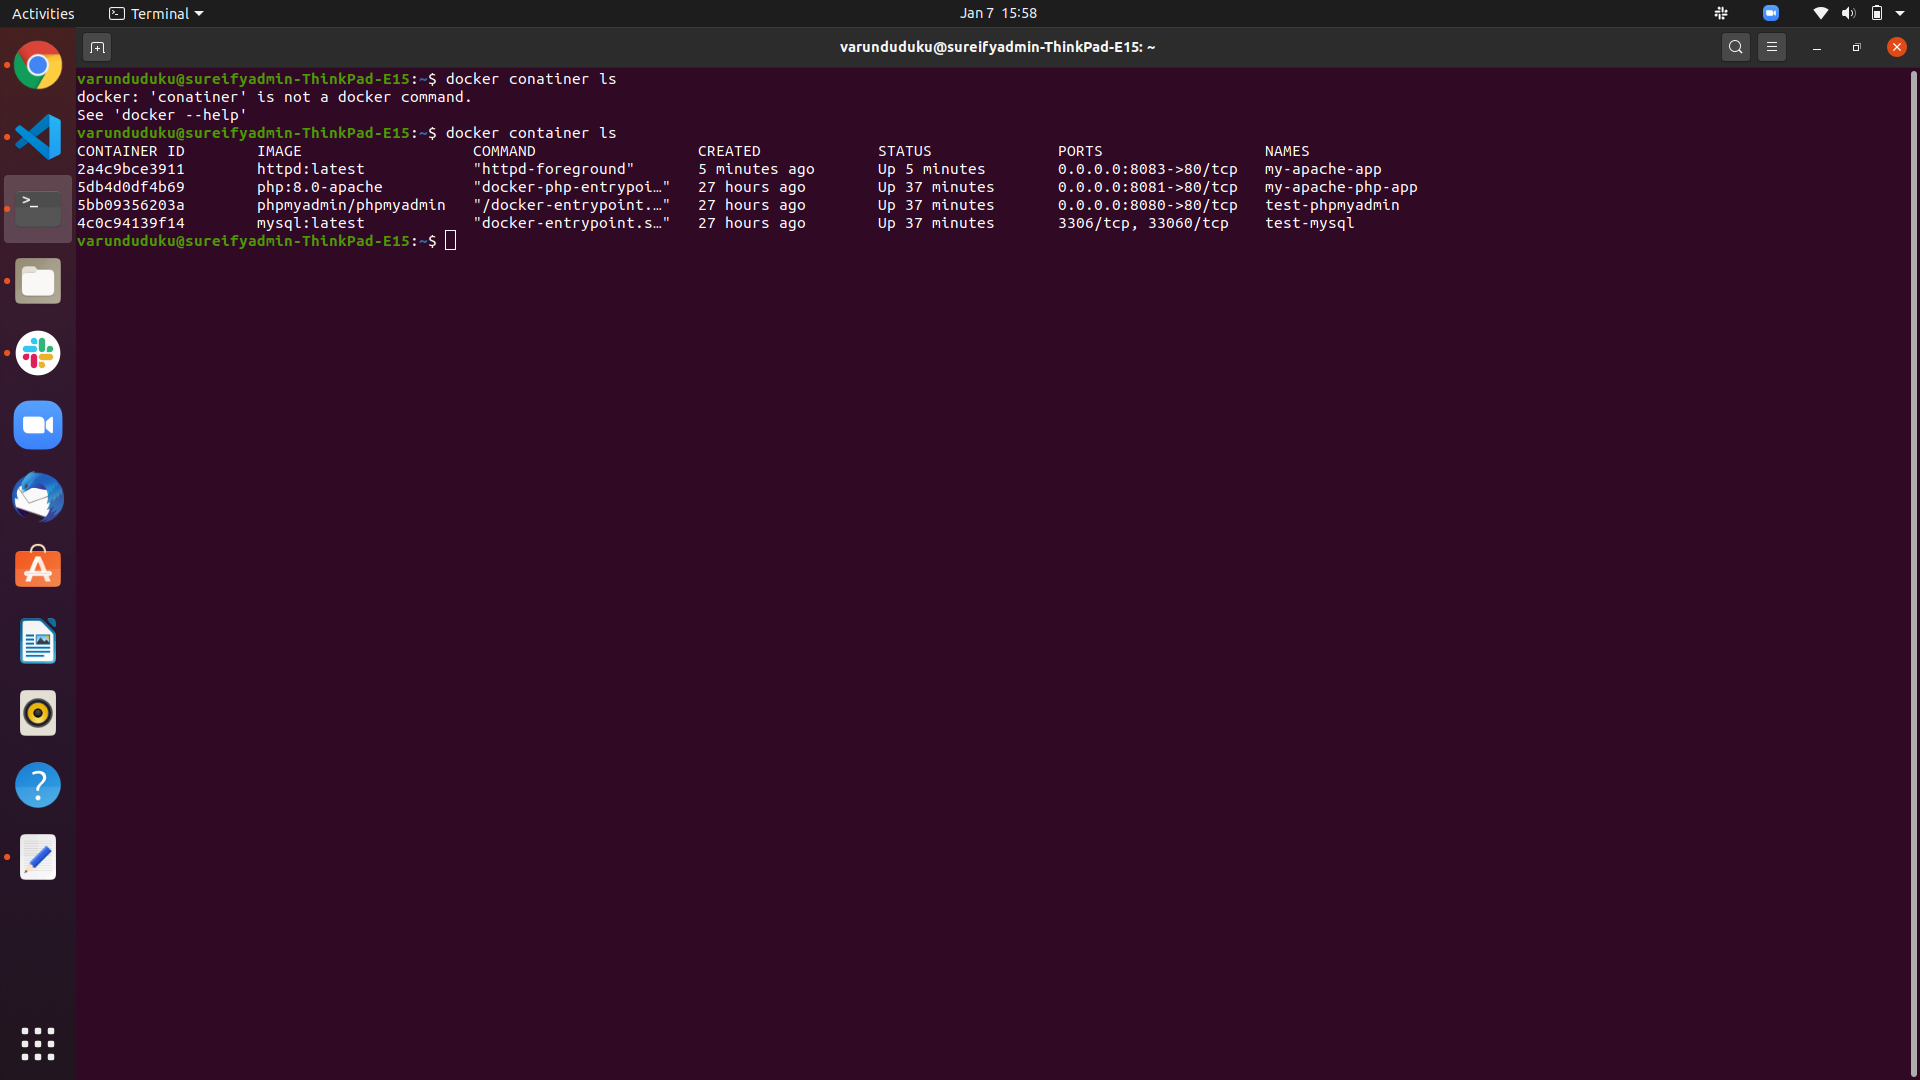 Activities Terminal Jan 7 15:58
varunduduku@sureifyadmin-ThinkPad-E15: ~
varunduduku@sureifyadmin-ThinkPad-E15:~$ docker conatiner ls
docker: 'conatiner' is not a docker command.
See 'docker --help'
varunduduku@sureifyadmin-ThinkPad-E15:~$ docker container ls
CONTAINER ID IMAGE COMMAND CREATED STATUS PORTS NAMES
2a4c9bce3911 httpd:latest "httpd-foreground" 5 minutes ago Up 5 minutes 0.0.0.0:8083->80/tcp my-apache-app
5db4d0df4b69 php:8.0-apache "docker-php-entrypoi…" 27 hours ago Up 37 minutes 0.0.0.0:8081->80/tcp my-apache-php-app
5bb09356203a phpmyadmin/phpmyadmin "/docker-entrypoint.…" 27 hours ago Up 37 minutes 0.0.0.0:8080->80/tcp test-phpmyadmin
4c0c94139f14 mysql:latest "docker-entrypoint.s…" 27 hours ago Up 37 minutes 3306/tcp, 33060/tcp test-mysql
varunduduku@sureifyadmin-ThinkPad-E15:~$